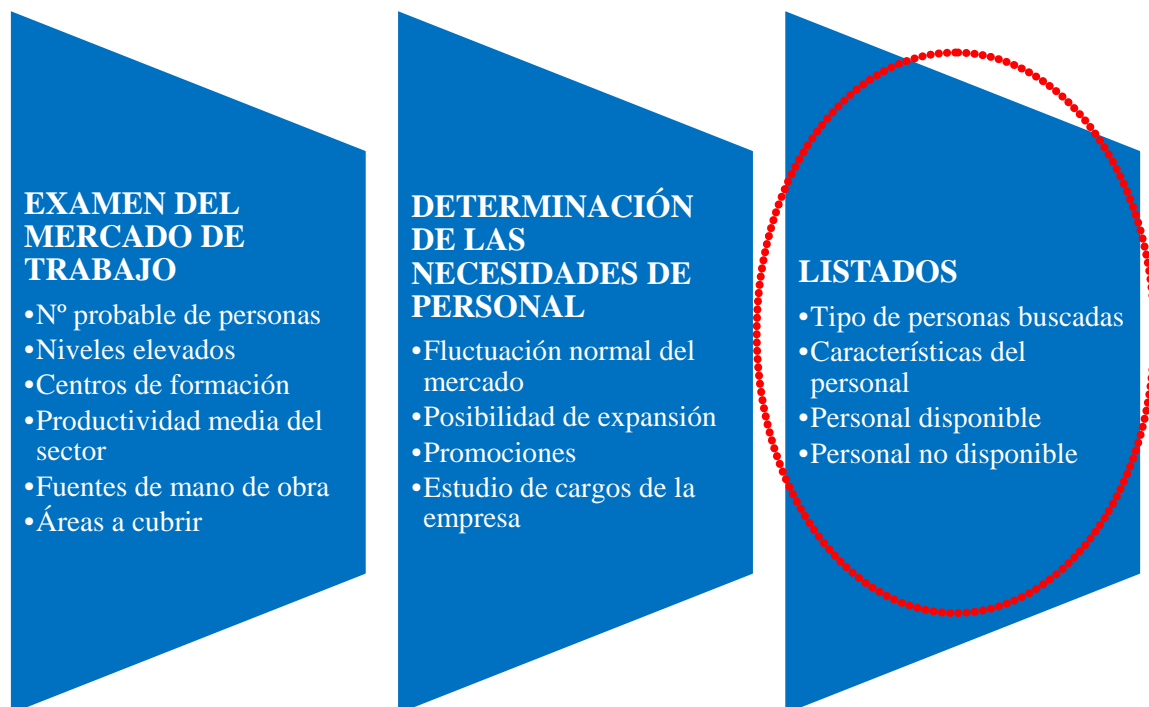 EXAMEN DEL
MERCADO DE
TRABAJO
•Nº probable de personas
•Niveles elevados
•Centros de formación
•Productividad media del
sector
•Fuentes de mano de obra
•Áreas a cubrir
DETERMINACIÓN
DE LAS
NECESIDADES DE
PERSONAL
•Fluctuación normal del
mercado
•Posibilidad de expansión
•Promociones
•Estudio de cargos de la
empresa
LISTADOS
•Tipo de personas buscadas
•Características del
personal
•Personal disponible
•Personal no disponible